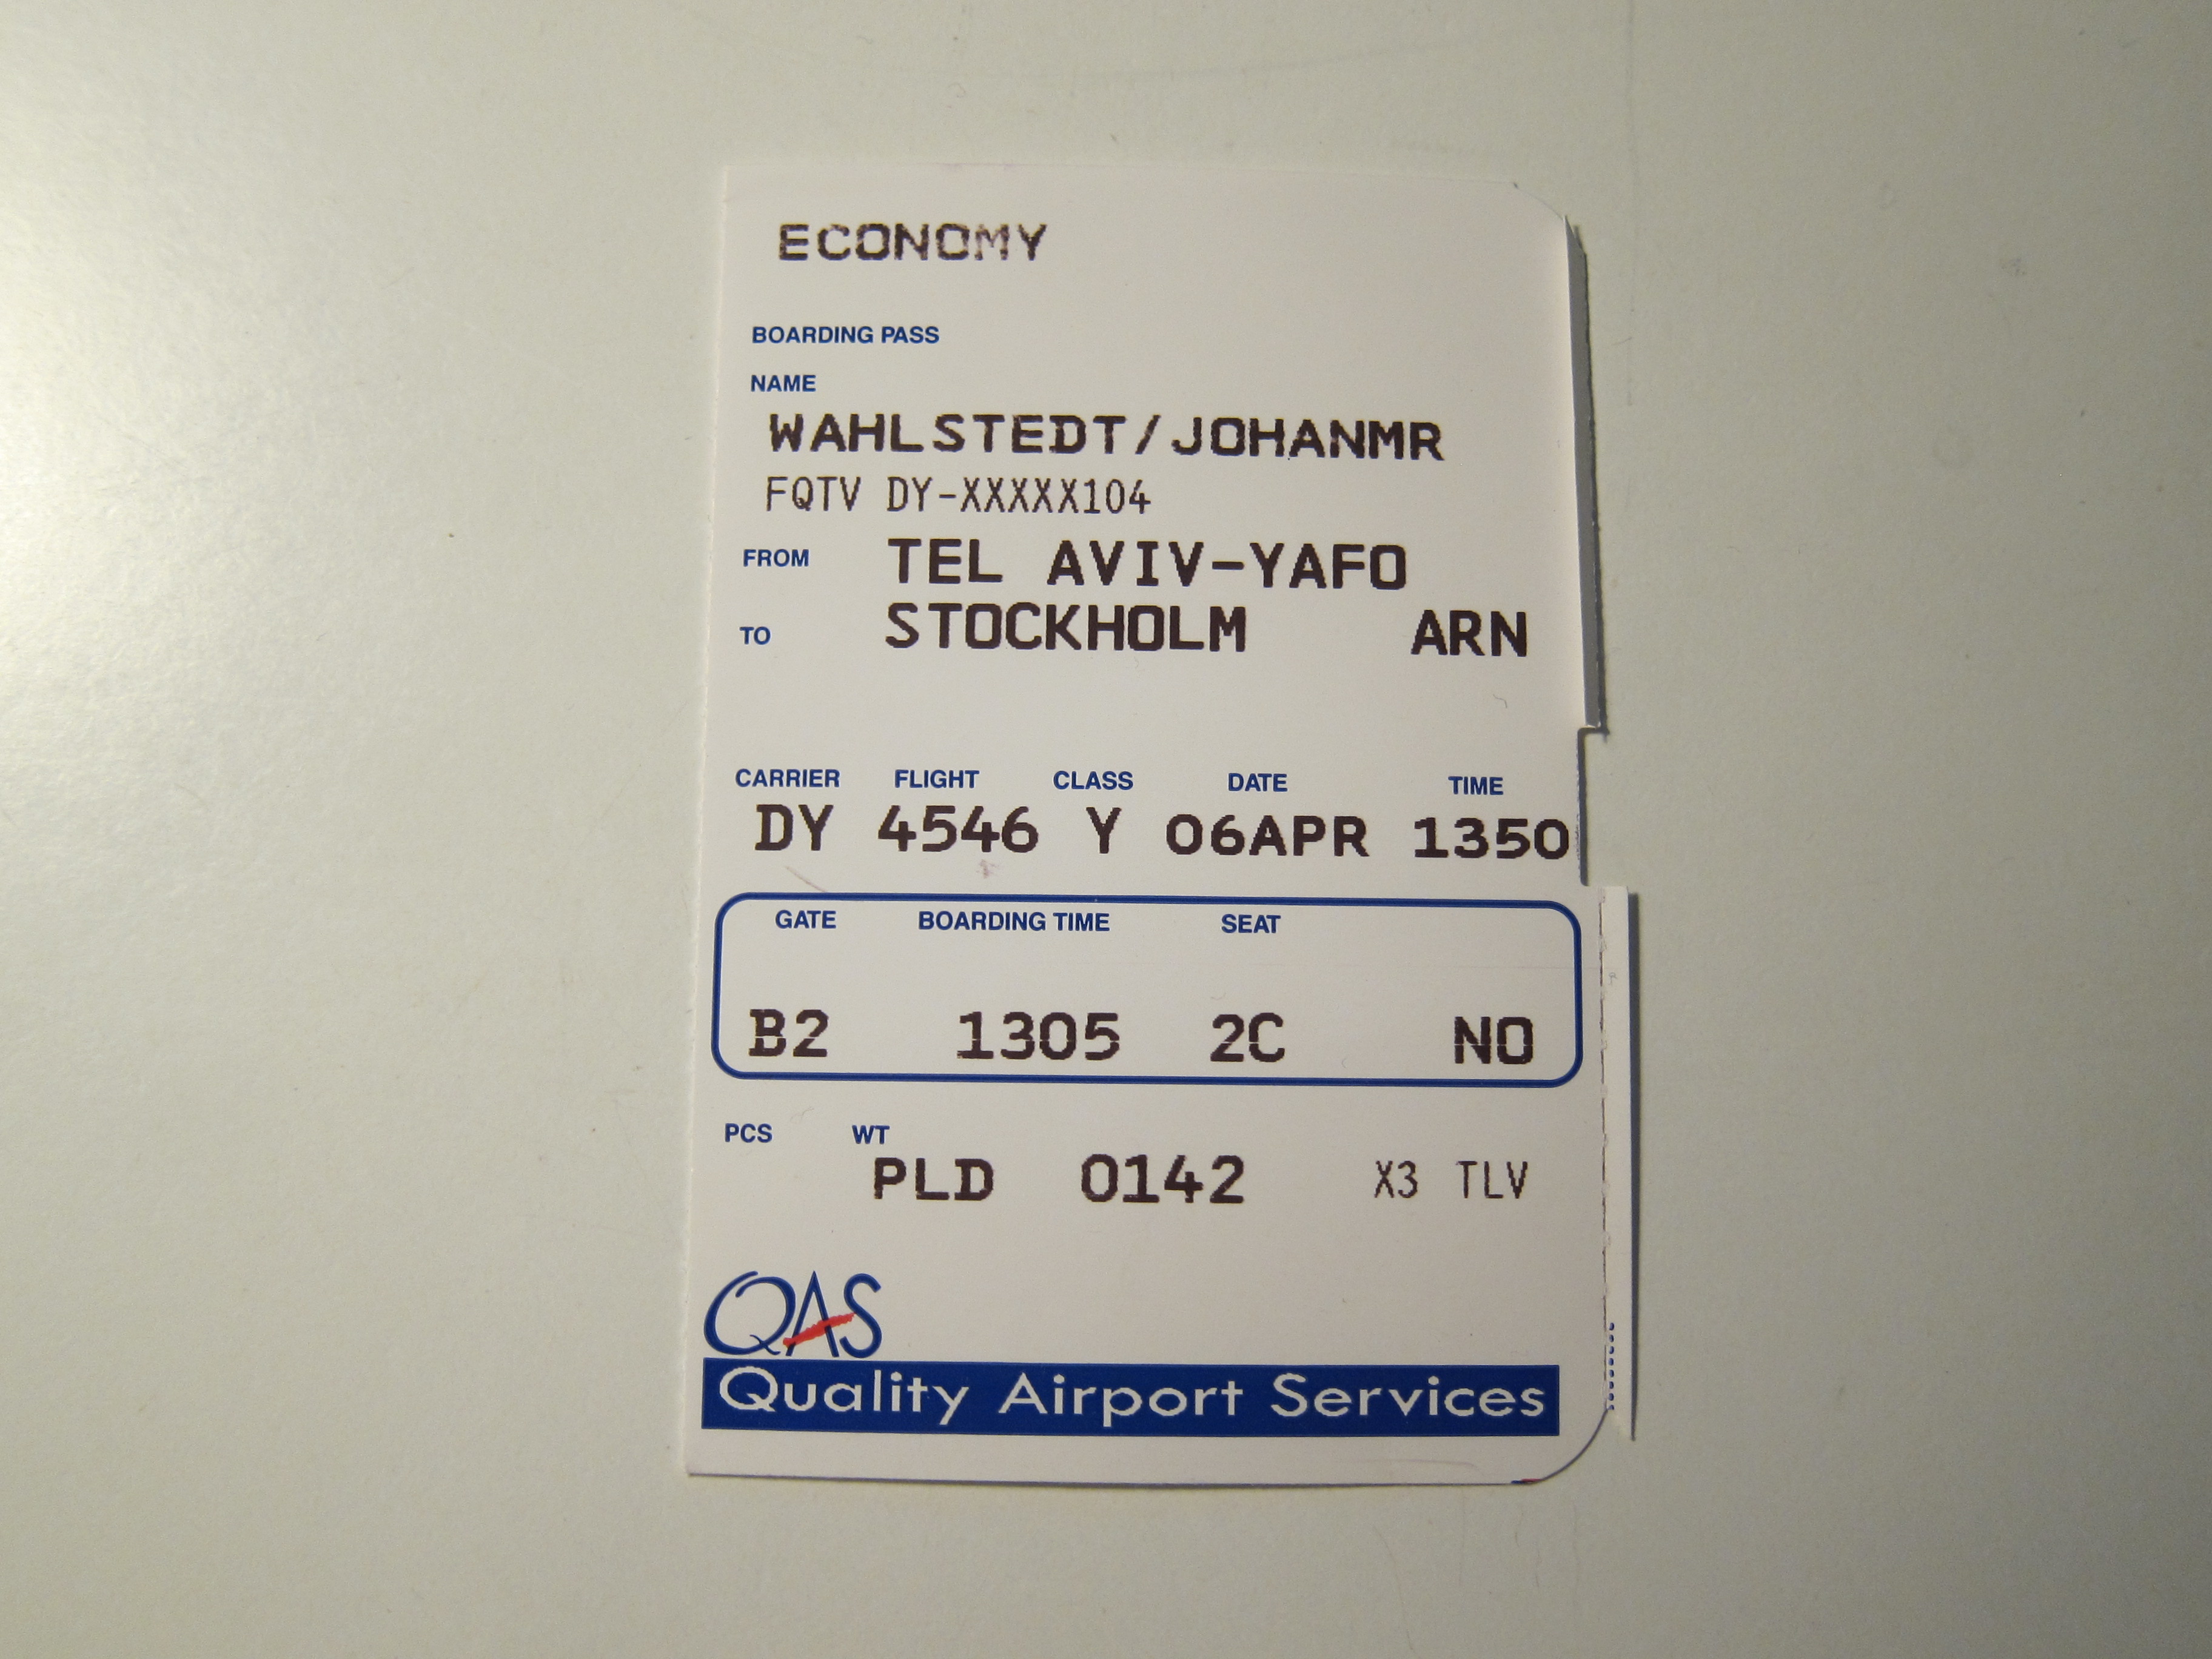 ECONOMY
BOARDING PASS
NAME
WAHLSTEDT/JOHANMR
FQTV DY-XXXXX104
FROM TEL AVIV-YAFO
TO STOCKHOLM ARN
CARRIER FLIGHT CLASS DATE TIME
DY 4546 Y 06APR 1350
GATE BOARDING TIME SEAT
B2 1305 2C NO
PCS WT
PLD 0142 X3 TLV
QAS
Quality Airport Services